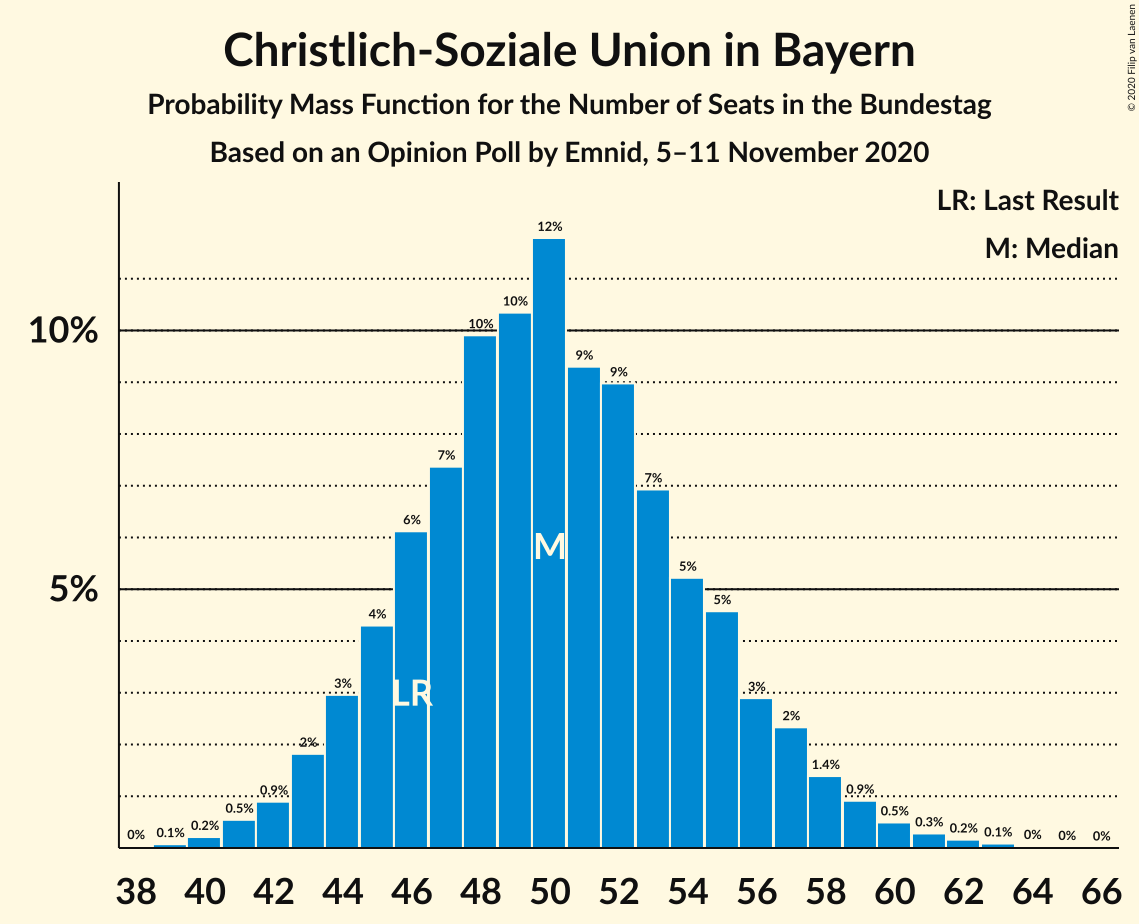 Christlich-Soziale Union in Bayern
Probability Mass Function for the Number of Seats in the Bundestag
Based on an Opinion Poll by Emnid, 5–11 November 2020
© 2020 Filip van Laenen
LR: Last Result
M: Median
10%
5%
0% 0.1% 0.2% 0.5% 0.9% 2% 3% 4% 6% 7% 10% 10% 12% 9% 9% 7% 5% 5% 3% 2% 1.4% 0.9% 0.5% 0.3% 0.2% 0.1% 0% 0% 0%
M
LR
38 40 42 44 46 48 50 52 54 56 58 60 62 64 66